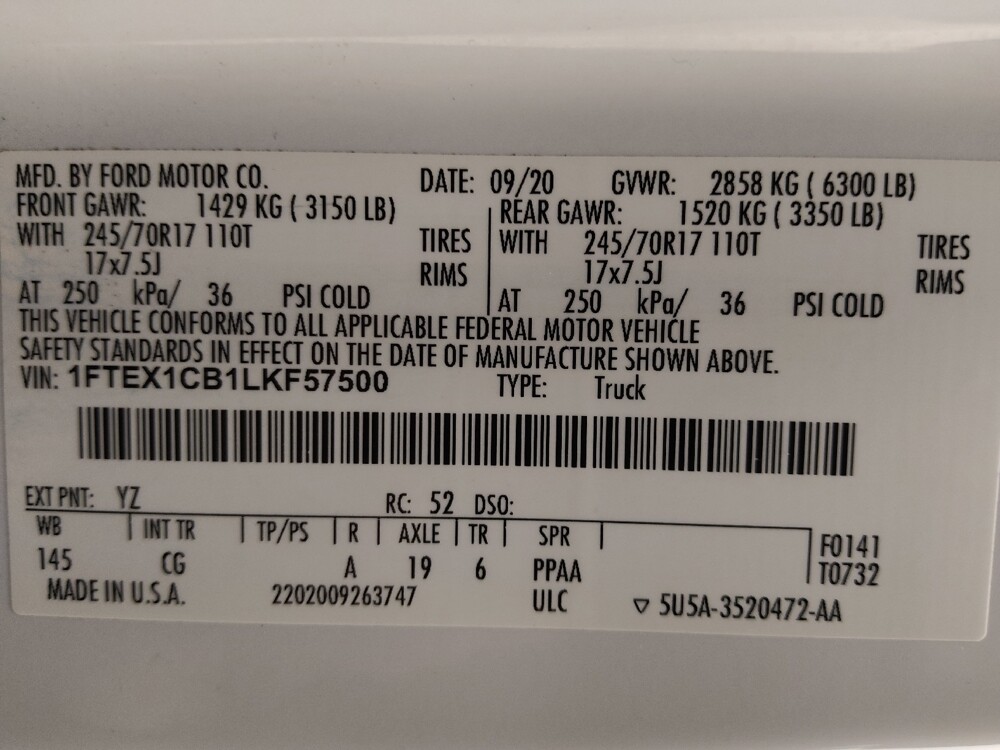 MFD. BY FORD MOTOR CO. DATE: 09/20 GVWR: 2858 KG ( 6300 LB)
FRONT GAWR: 1429 KG ( 3150 LB) REAR GAWR: 1520 KG ( 3350 LB)
WITH 245/70R17 110T TIRES WITH 245/70R17 110T TIRES
17x7.5J RIMS 17x7.5J RIMS
AT 250 kPa/ 36 PSI COLD AT 250 kPa/ 36 PSI COLD
THIS VEHICLE CONFORMS TO ALL APPLICABLE FEDERAL MOTOR VEHICLE
SAFETY STANDARDS IN EFFECT ON THE DATE OF MANUFACTURE SHOWN ABOVE.
VIN: 1FTEX1CB1LKF57500 TYPE: Truck
EXT PNT: YZ RC: 52 DSO:
WB INT TR TP/PS R AXLE TR SPR F0141
145 CG A 19 6 PPAA T0732
MADE IN U.S.A. 2202009263747 ULC ▽ 5U5A-3520472-AA